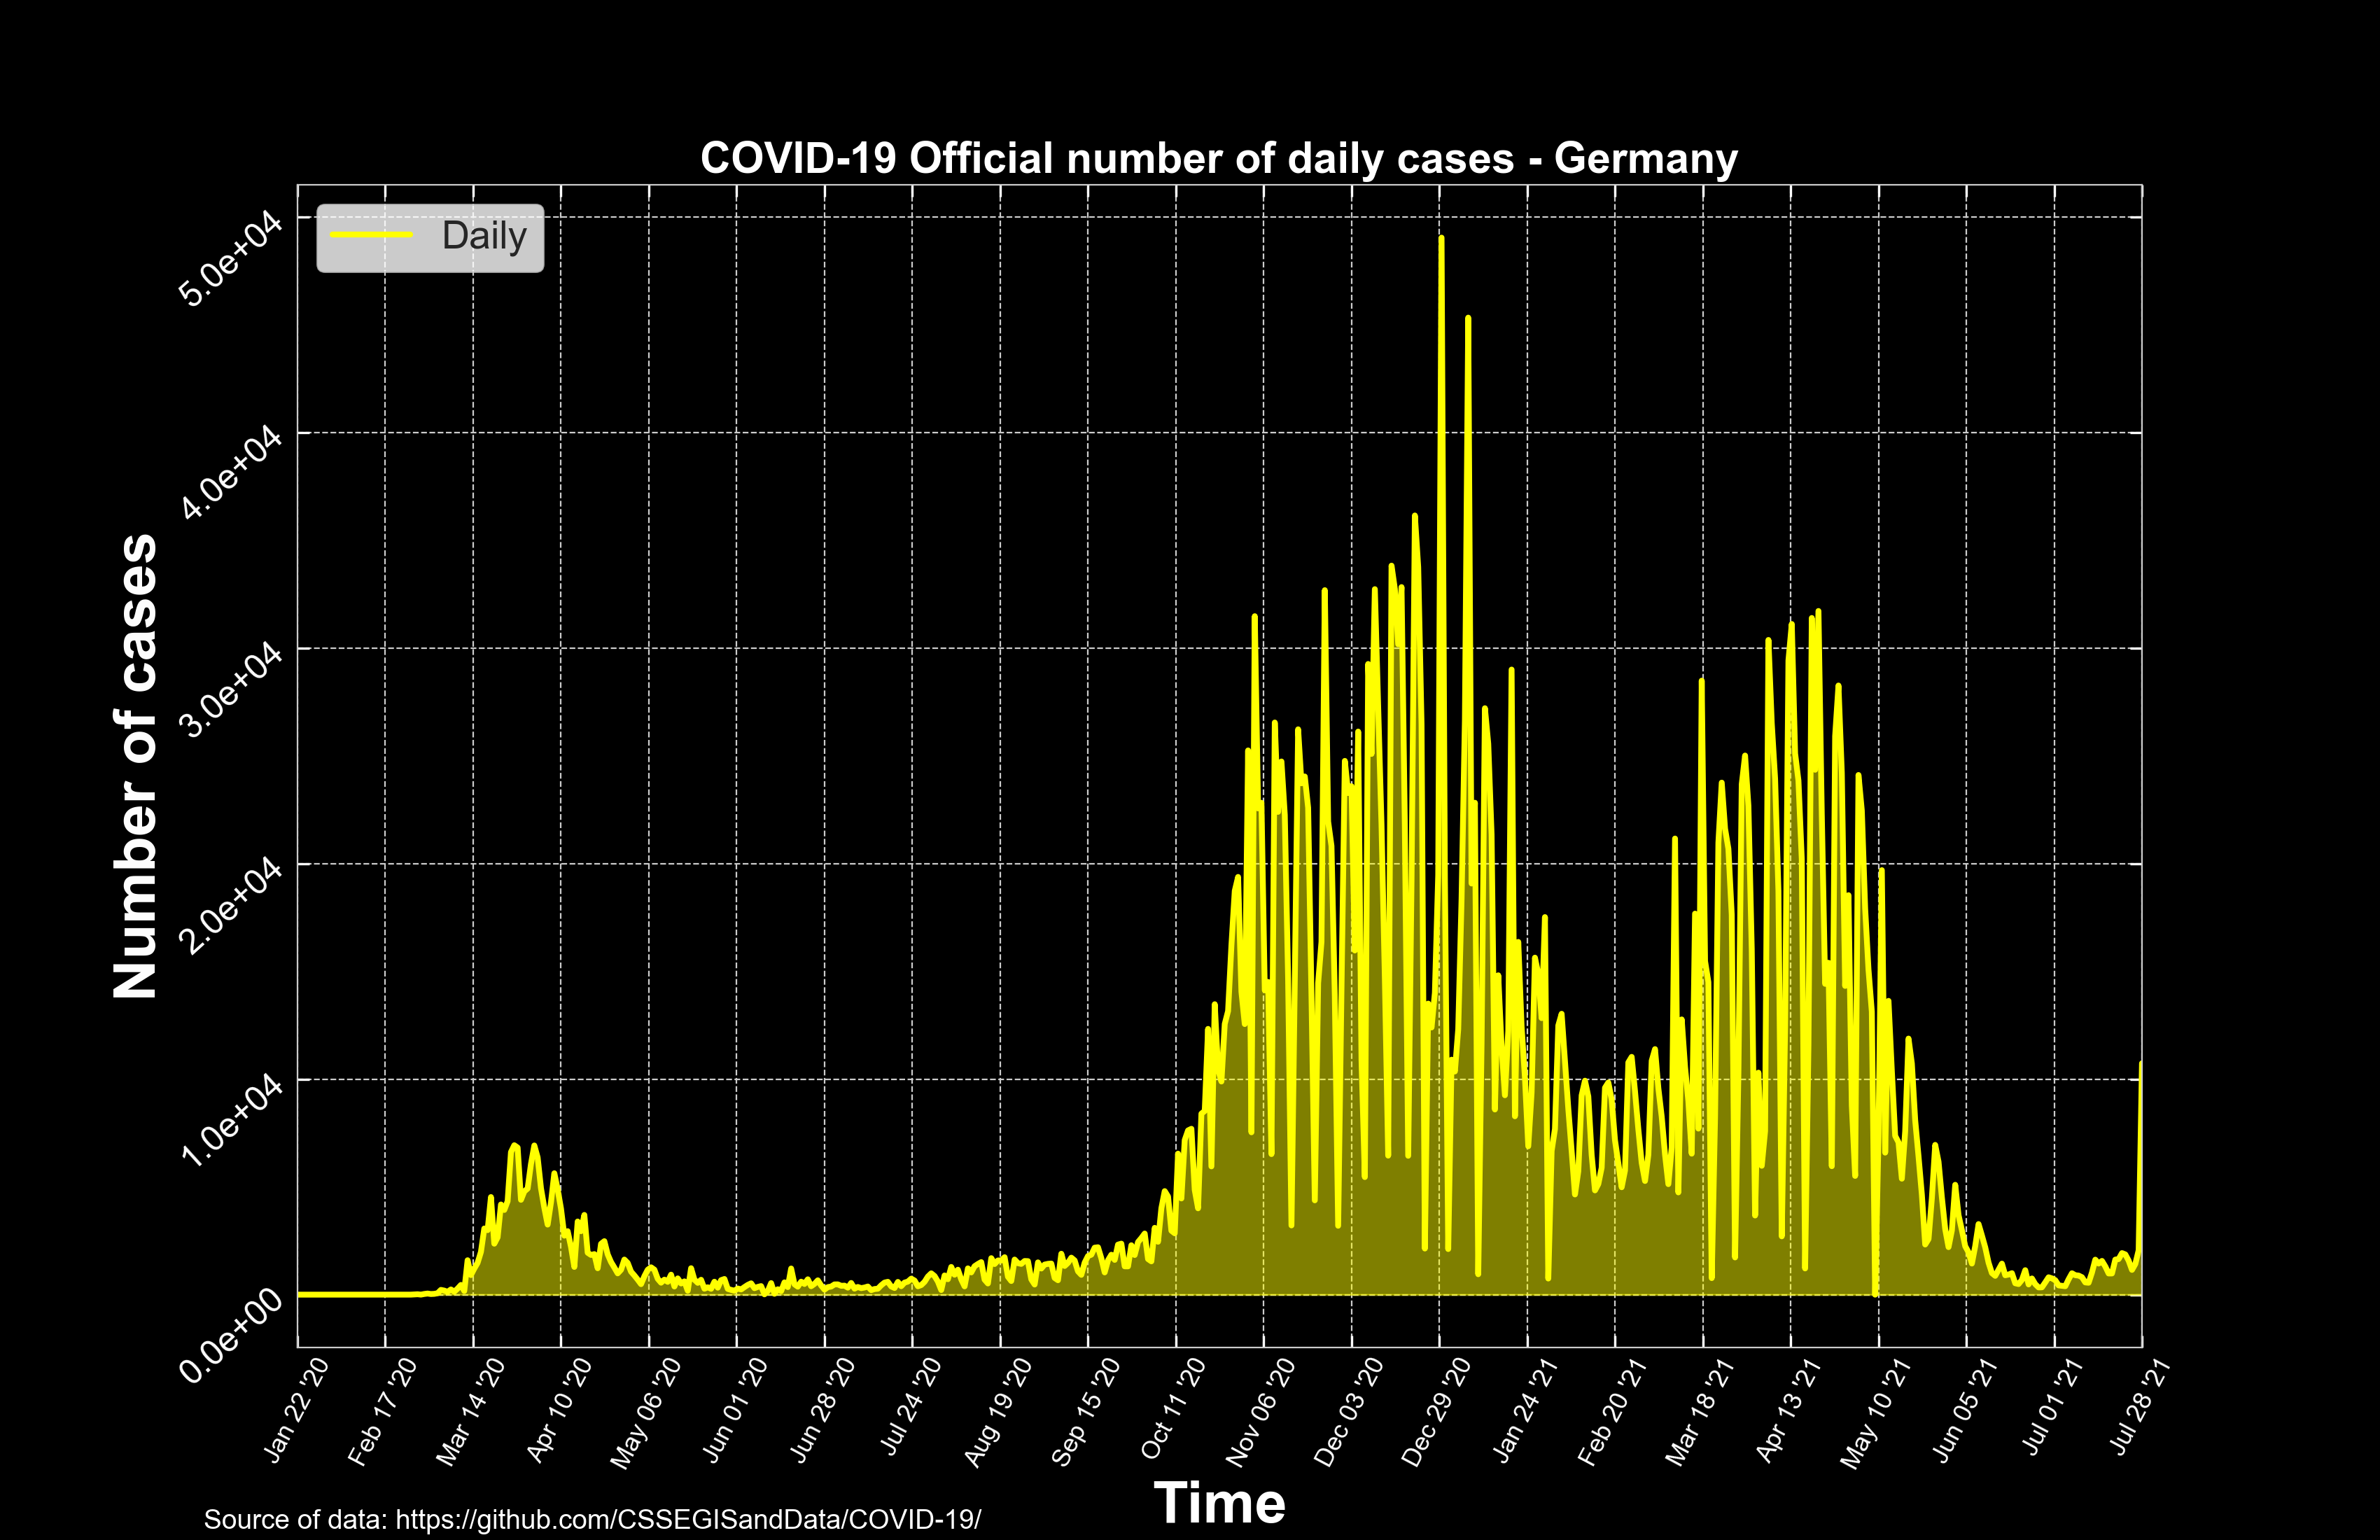 COVID-19 Official number of daily cases - Germany
Daily
Number of cases
5.0e+04
4.0e+04
3.0e+04
2.0e+04
1.0e+04
0.0e+00
Jan 22 '20
Feb 17 '20
Mar 14 '20
Apr 10 '20
May 06 '20
Jun 01 '20
Jun 28 '20
Jul 24 '20
Aug 19 '20
Sep 15 '20
Oct 11 '20
Nov 06 '20
Dec 03 '20
Dec 29 '20
Jan 24 '21
Feb 20 '21
Mar 18 '21
Apr 13 '21
May 10 '21
Jun 05 '21
Jul 01 '21
Jul 28 '21
Time
Source of data: https://github.com/CSSEGISandData/COVID-19/